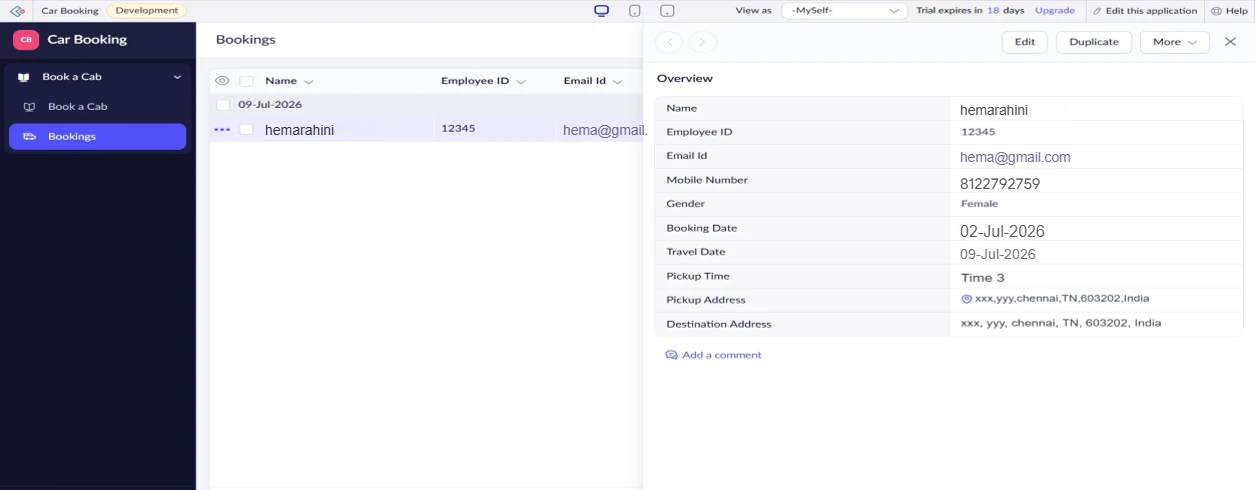 Car Booking Development View as -MySelf- Trial expires in 18 days Upgrade Edit this application Help
CB Car Booking
Book a Cab
Book a Cab
Bookings
Bookings
Name Employee ID Email Id
09-Jul-2026
hemarahini 12345 hema@gmail.
Edit Duplicate More
Overview
Name hemarahini
Employee ID 12345
Email Id hema@gmail.com
Mobile Number 8122792759
Gender Female
Booking Date 02-Jul-2026
Travel Date 09-Jul-2026
Pickup Time Time 3
Pickup Address xxx,yyy,chennai,TN,603202,India
Destination Address xxx, yyy, chennai, TN, 603202, India
Add a comment